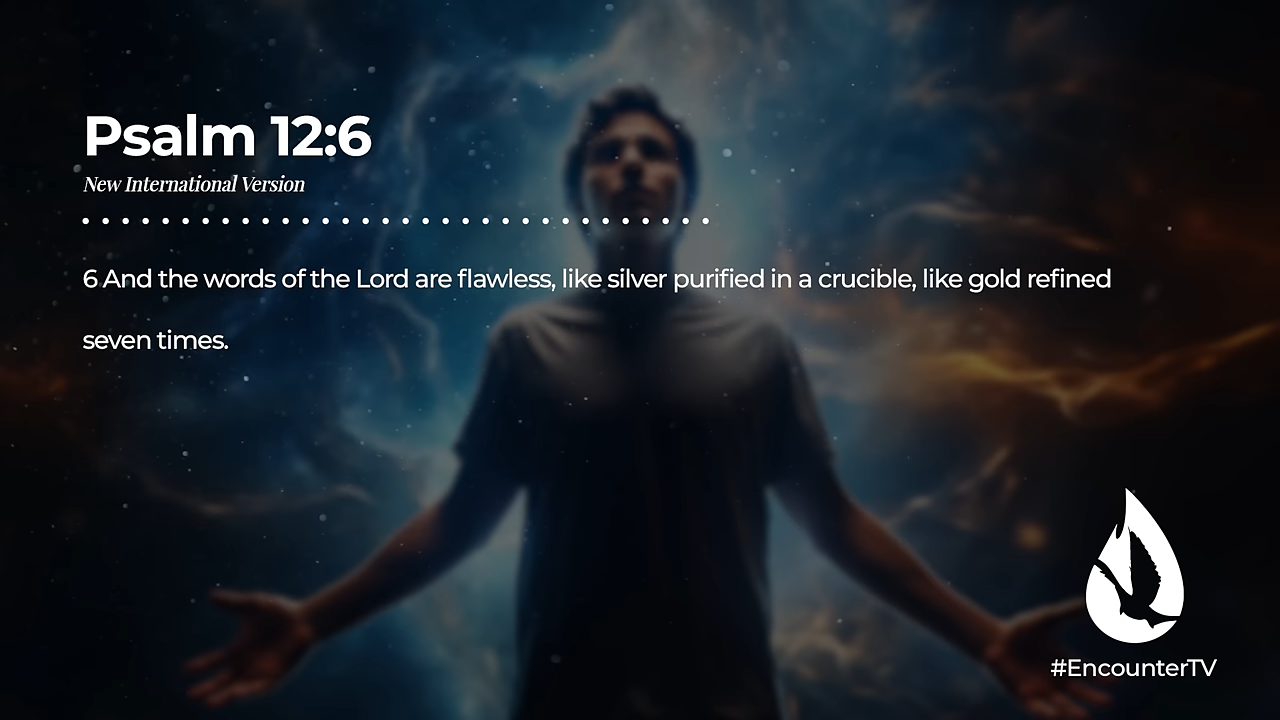 Psalm 12:6
New International Version
6 And the words of the Lord are flawless, like silver purified in a crucible, like gold refined
seven times.
#EncounterTV